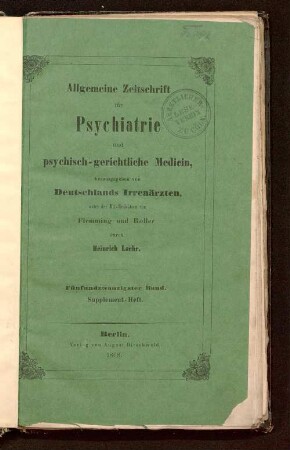 Allgemeine Zeitschrift
für
Psychiatrie
und
psychisch-gerichtliche Medicin,
herausgegeben von
Deutschlands Irrenärzten,
unter der Mitredaction von
Flemming und Roller
durch
Heinrich Laehr.
Fünfundzwanzigster Band.
Supplement-Heft.
Berlin.
Verlag von August Hirschwald.